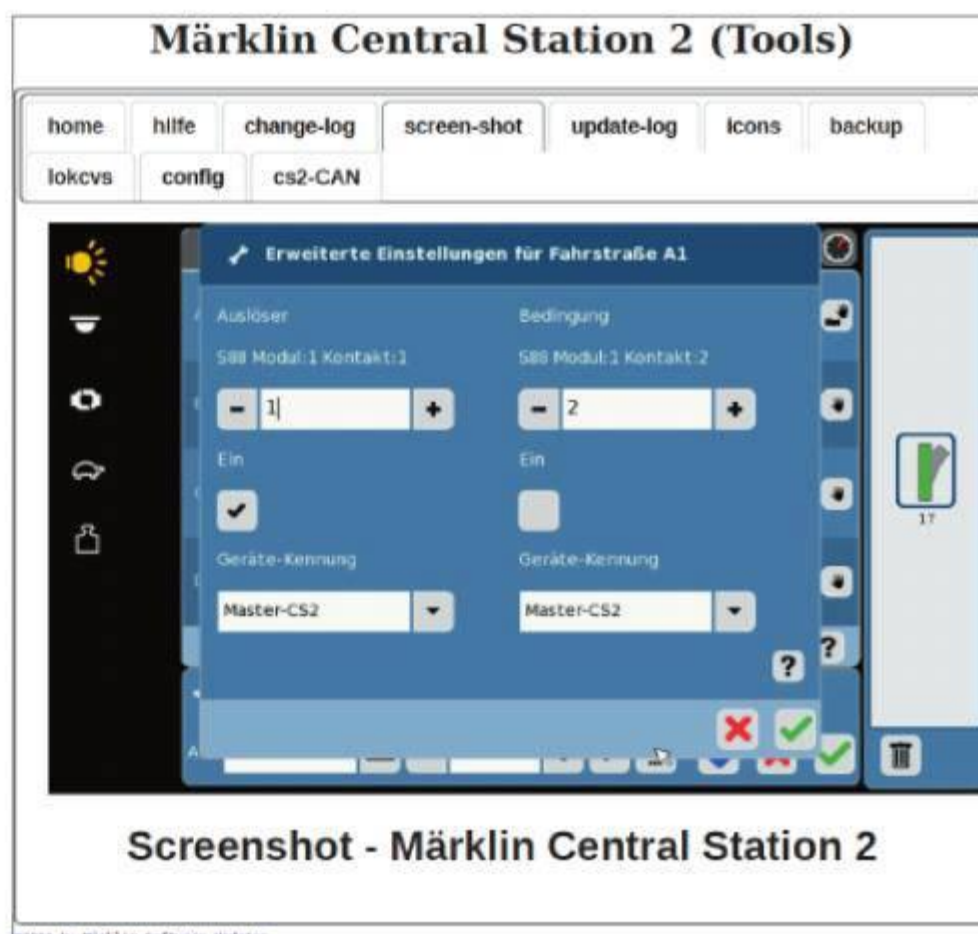 Märklin Central Station 2 (Tools)
home hilfe change-log screen-shot update-log icons backup
lokcvs config cs2-CAN
Erweiterte Einstellungen für Fahrstraße A1
Auslöser Bedingung
S88 Modul:1 Kontakt:1 S88 Modul:1 Kontakt:2
- 1 + - 2 +
Ein Ein
Geräte-Kennung Geräte-Kennung
Master-CS2 Master-CS2
17
?
?
A
Screenshot - Märklin Central Station 2